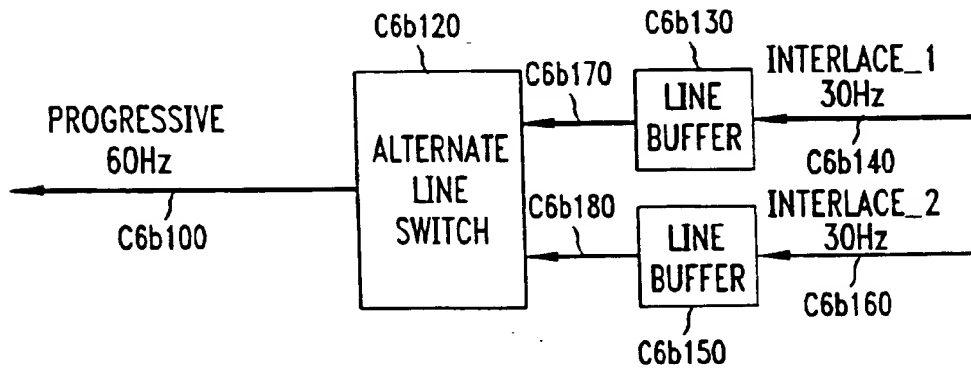 C6b120
C6b130
C6b170
INTERLACE_1
30Hz
LINE
BUFFER
PROGRESSIVE
60Hz
ALTERNATE
LINE
SWITCH
C6b140
C6b100
C6b180
INTERLACE_2
30Hz
LINE
BUFFER
C6b160
C6b150